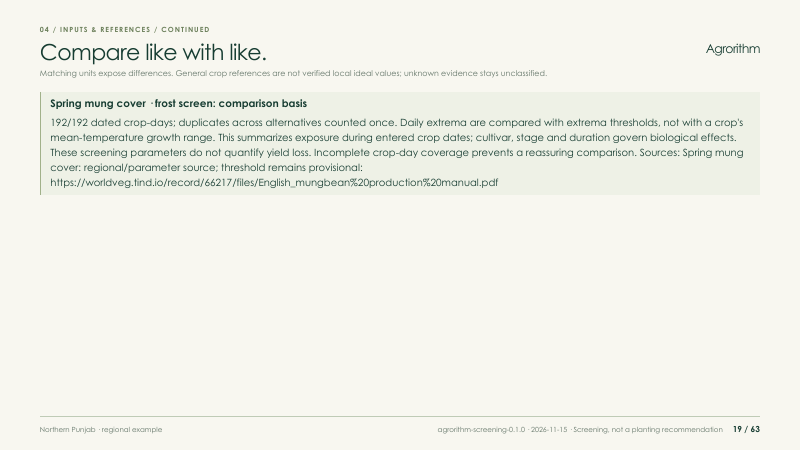 04 / INPUTS & REFERENCES / CONTINUED
Compare like with like.
Agrorithm
Matching units expose differences. General crop references are not verified local ideal values; unknown evidence stays unclassified.
Spring mung cover · frost screen: comparison basis
192/192 dated crop-days; duplicates across alternatives counted once. Daily extrema are compared with extrema thresholds, not with a crop's
mean-temperature growth range. This summarizes exposure during entered crop dates; cultivar, stage and duration govern biological effects.
These screening parameters do not quantify yield loss. Incomplete crop-day coverage prevents a reassuring comparison. Sources: Spring mung
cover: regional/parameter source; threshold remains provisional:
https://worldveg.tind.io/record/66217/files/English_mungbean%20production%20manual.pdf
Northern Punjab · regional example
agrorithm-screening-0.1.0 · 2026-11-15 · Screening, not a planting recommendation
19 / 63